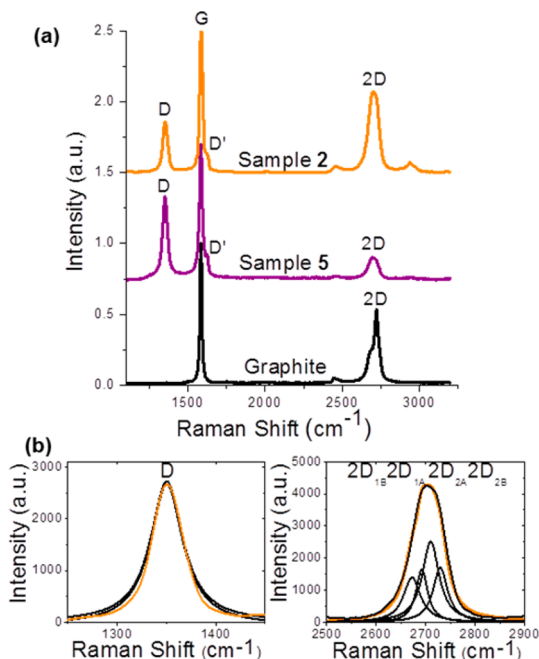 (a)
2.5
2.0
1.5
1.0
0.5
0.0
Intensity (a.u.)
G
D
2D
D'
Sample 2
D
D'
2D
Sample 5
2D
Graphite
1500 2000 2500 3000
Raman Shift (cm-1)
(b)
3000
2000
1000
0
Intensity (a.u.)
D
1300 1400
Raman Shift (cm-1)
5000
4000
3000
2000
1000
0
Intensity (a.u.)
2D1B 2D1A 2D2A 2D2B
2500 2600 2700 2800 2900
Raman Shift (cm-1)